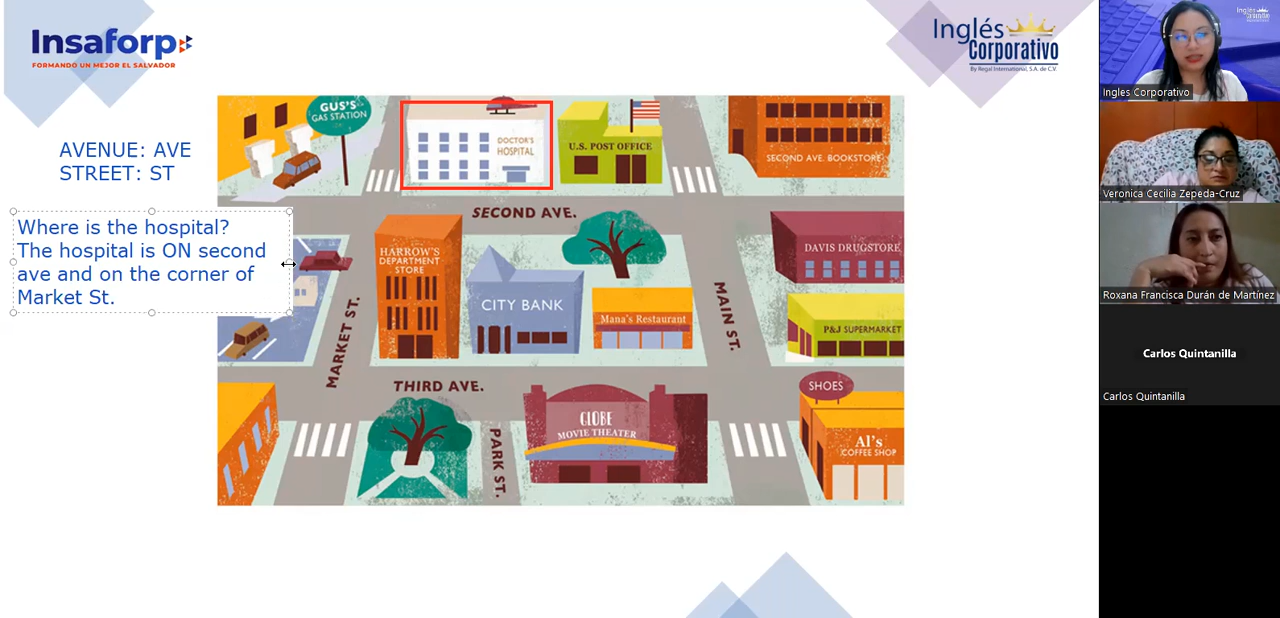 Insaforp
FORMANDO UN MEJOR EL SALVADOR
Inglés
Corporativo
By Regal International, S.A. de C.V.
AVENUE: AVE
STREET: ST
Where is the hospital?
The hospital is ON second
ave and on the corner of
Market St.
GUS'S
GAS STATION
DOCTOR'S
HOSPITAL
U.S. POST OFFICE
SECOND AVE. BOOKSTORE
SECOND AVE.
HARROW'S
DEPARTMENT
STORE
CITY BANK
Mana's Restaurant
DAVIS DRUGSTORE
P&J SUPERMARKET
MARKET ST.
MAIN ST.
THIRD AVE.
PARK ST.
GLOBE
MOVIE THEATER
SHOES
Al's
COFFEE SHOP
Ingles Corporativo
Veronica Cecilia Zepeda-Cruz
Roxana Francisca Durán de Martínez
Carlos Quintanilla
Carlos Quintanilla